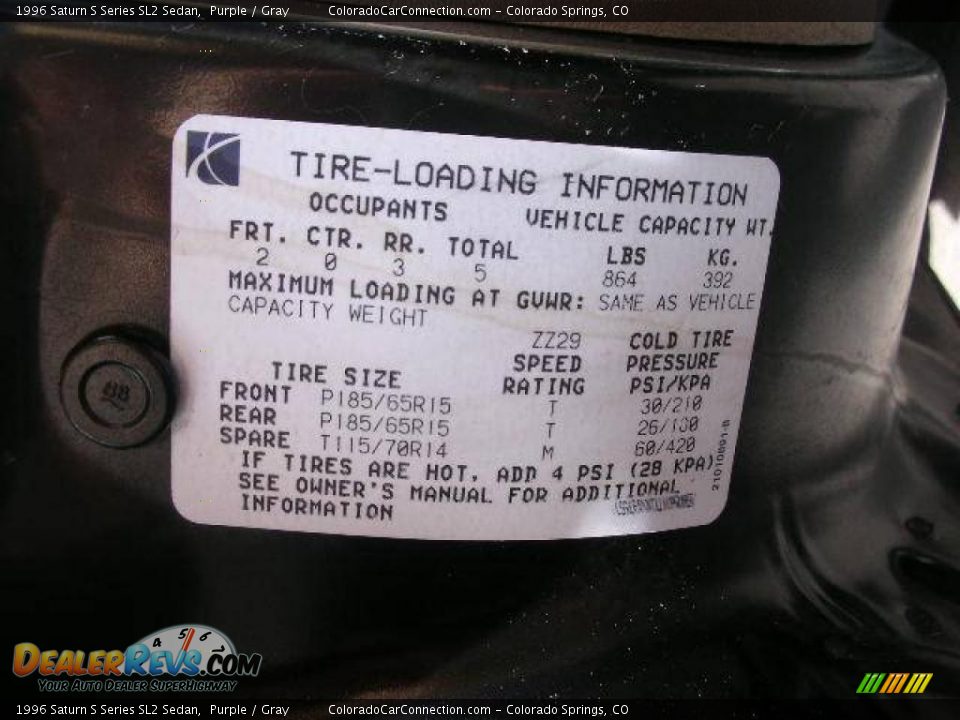 1996 Saturn S Series SL2 Sedan, Purple / Gray ColoradoCarConnection.com - Colorado Springs, CO
TIRE-LOADING INFORMATION
OCCUPANTS VEHICLE CAPACITY WT.
FRT. CTR. RR. TOTAL LBS KG.
2 0 3 5 864 392
MAXIMUM LOADING AT GVWR: SAME AS VEHICLE
CAPACITY WEIGHT
ZZ29 COLD TIRE
SPEED PRESSURE
TIRE SIZE RATING PSI/KPA
FRONT P185/65R15 T 30/210
REAR P185/65R15 T 26/180
SPARE T115/70R14 M 60/420
IF TIRES ARE HOT, ADD 4 PSI (28 KPA)
SEE OWNER'S MANUAL FOR ADDITIONAL
INFORMATION
88
4 5 6
DealerRevs.com
Your Auto Dealer SuperHighway
1996 Saturn S Series SL2 Sedan, Purple / Gray ColoradoCarConnection.com - Colorado Springs, CO